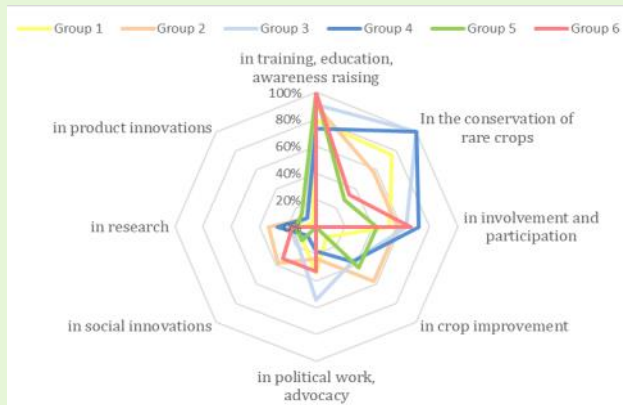 Group 1 Group 2 Group 3 Group 4 Group 5 Group 6
in training, education,
awareness raising
100%
80%
60%
40%
20%
In the conservation of
rare crops
in involvement and
participation
in crop improvement
in political work,
advocacy
in social innovations
in research
in product innovations